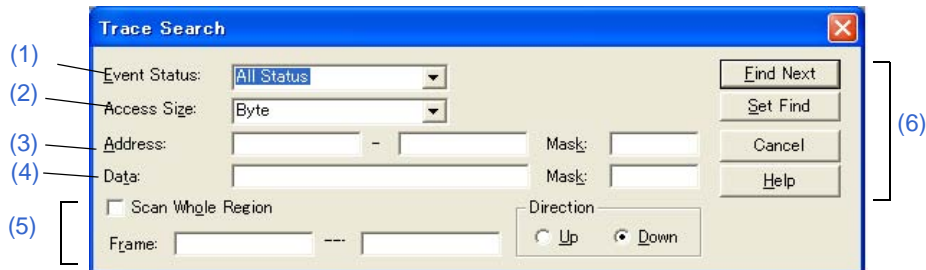 Trace Search
(1)
Event Status: All Status Find Next
(2)
Access Size: Byte Set Find
(3)
Address: - Mask: Cancel
(4)
Data: Mask: Help
(5)
Scan Whole Region
Direction
Frame: ---- Up Down
(6)